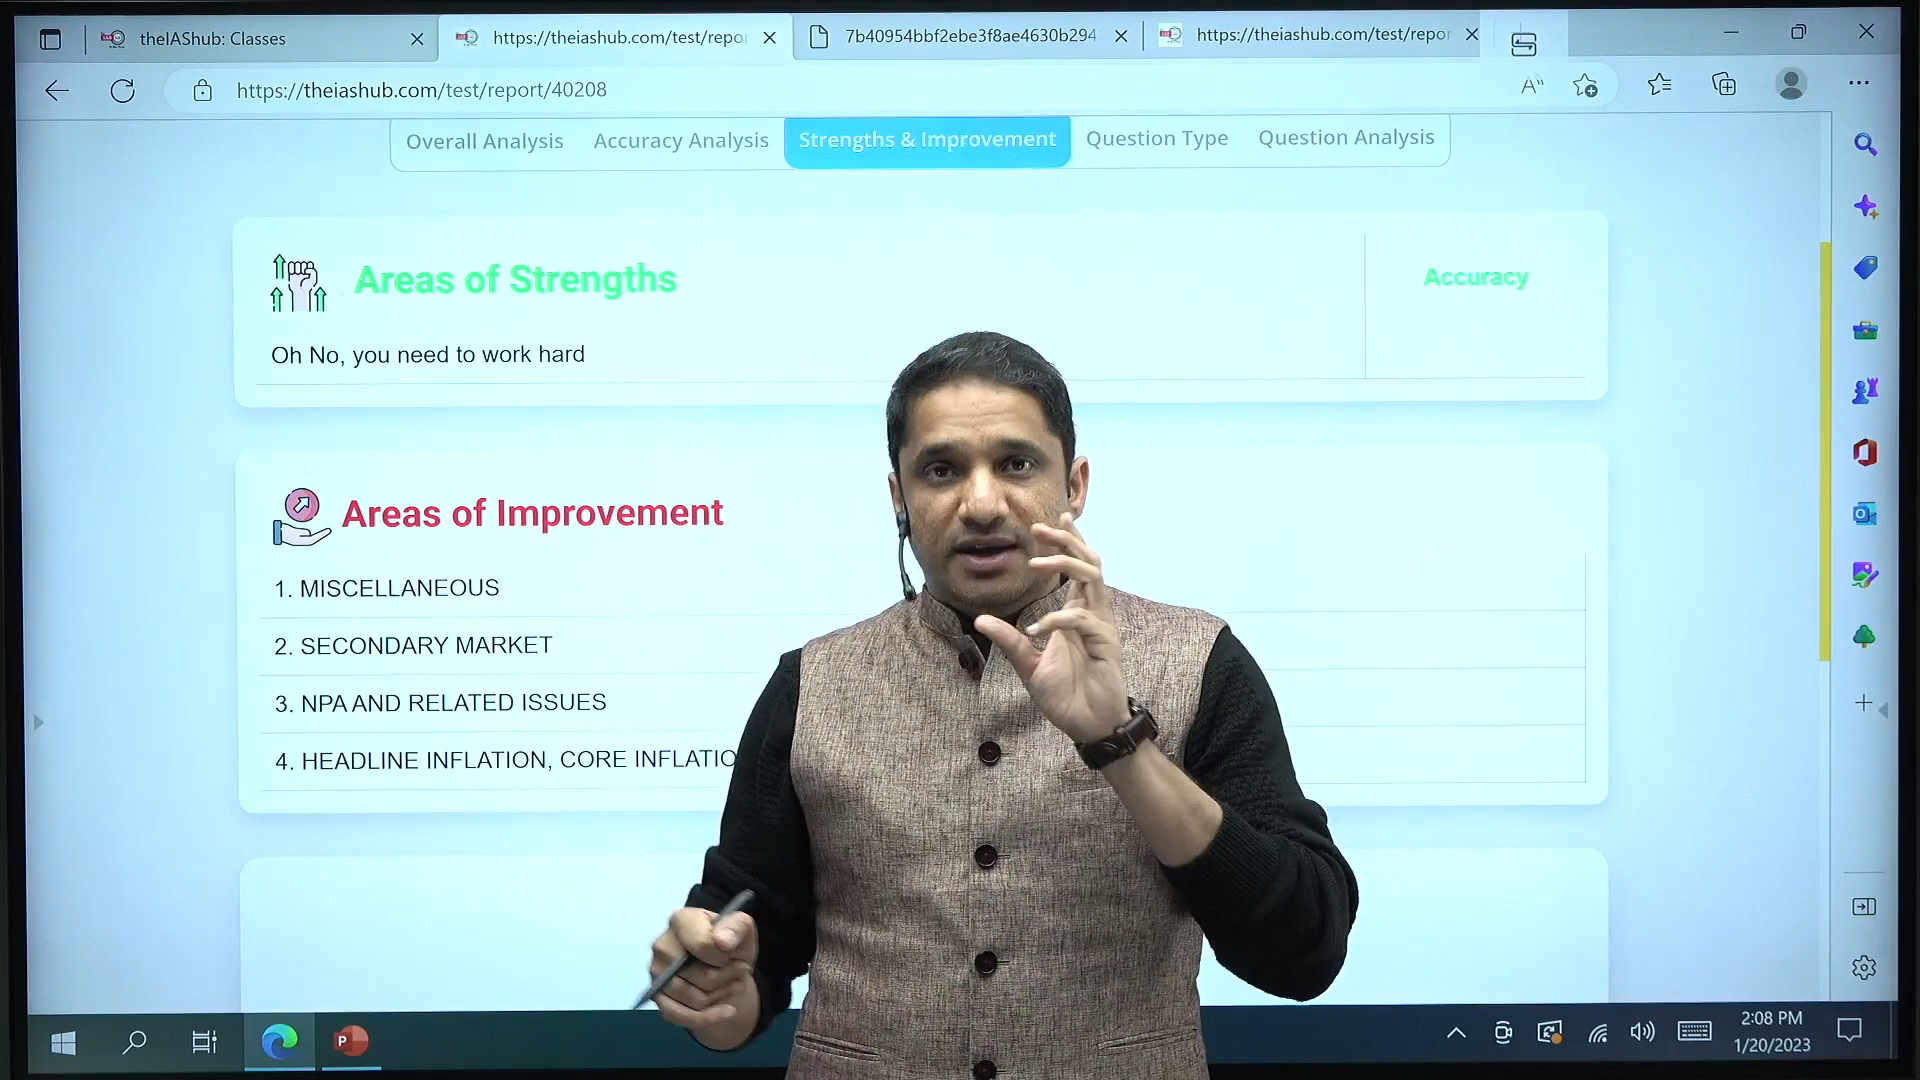 theIAShub: Classes
https://theiashub.com/test/repor
7b40954bbf2ebe3f8ae4630b294
https://theiashub.com/test/repor
https://theiashub.com/test/report/40208
Overall Analysis
Accuracy Analysis
Strengths & Improvement
Question Type
Question Analysis
Areas of Strengths
Accuracy
Oh No, you need to work hard
Areas of Improvement
1. MISCELLANEOUS
2. SECONDARY MARKET
3. NPA AND RELATED ISSUES
4. HEADLINE INFLATION, CORE INFLATIO
2:08 PM
1/20/2023